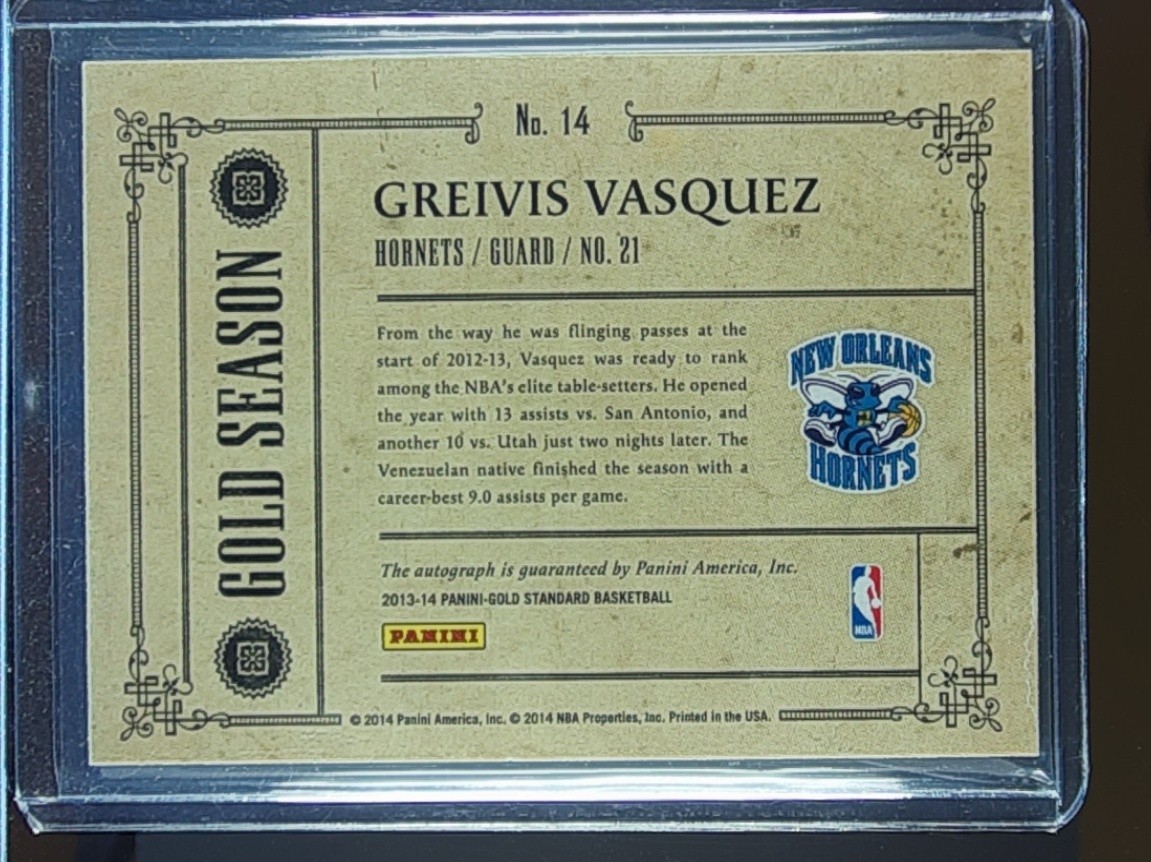 No. 14
GREIVIS VASQUEZ
HORNETS / GUARD / NO. 21
GOLD SEASON
From the way he was flinging passes at the
start of 2012-13, Vasquez was ready to rank
among the NBA's elite table-setters. He opened
the year with 13 assists vs. San Antonio, and
another 10 vs. Utah just two nights later. The
Venezuelan native finished the season with a
career-best 9.0 assists per game.
NEW ORLEANS
HORNETS
The autograph is guaranteed by Panini America, Inc.
2013-14 PANINI-GOLD STANDARD BASKETBALL
PANINI
NBA
© 2014 Panini America, Inc. © 2014 NBA Properties, Inc. Printed in the USA.